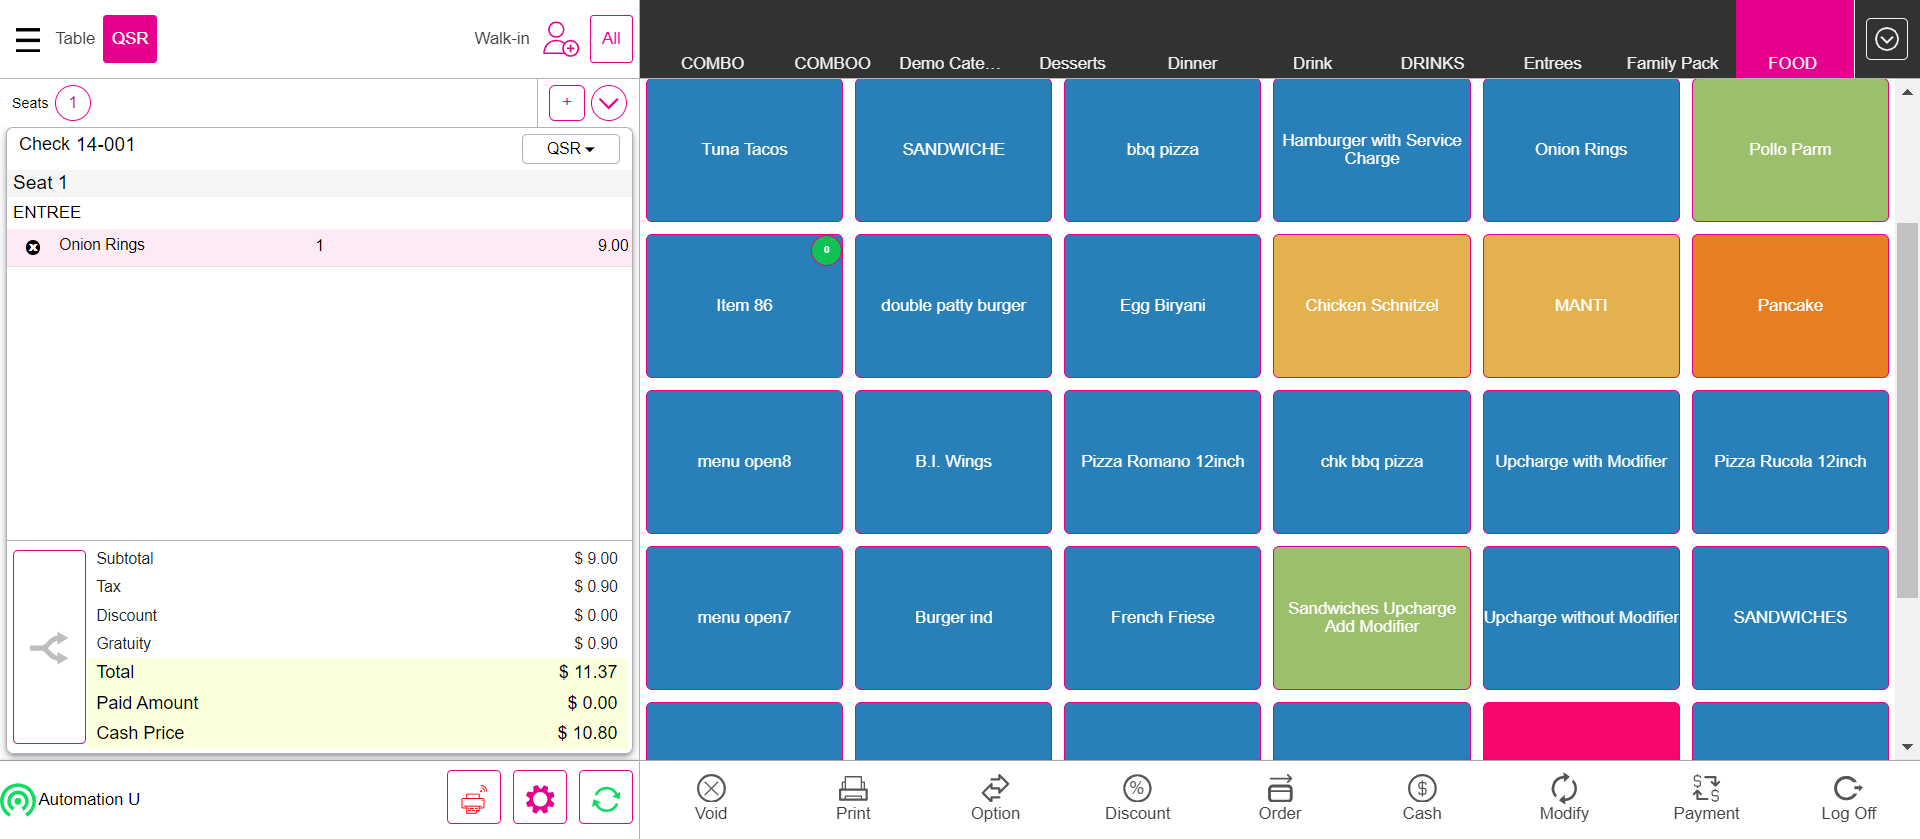 Table
QSR
Walk-in
All
COMBO
COMBOO
Demo Cate...
Desserts
Dinner
Drink
DRINKS
Entrees
Family Pack
FOOD
Seats
1
+
Check 14-001
QSR
Seat 1
ENTREE
Onion Rings 1 9.00
Subtotal $ 9.00
Tax $ 0.90
Discount $ 0.00
Gratuity $ 0.90
Total $ 11.37
Paid Amount $ 0.00
Cash Price $ 10.80
Automation U
Tuna Tacos
SANDWICHE
bbq pizza
Hamburger with Service
Charge
Onion Rings
Pollo Parm
Item 86
0
double patty burger
Egg Biryani
Chicken Schnitzel
MANTI
Pancake
menu open8
B.I. Wings
Pizza Romano 12inch
chk bbq pizza
Upcharge with Modifier
Pizza Rucola 12inch
menu open7
Burger ind
French Friese
Sandwiches Upcharge
Add Modifier
Upcharge without Modifier
SANDWICHES
Void
Print
Option
Discount
Order
Cash
Modify
Payment
Log Off